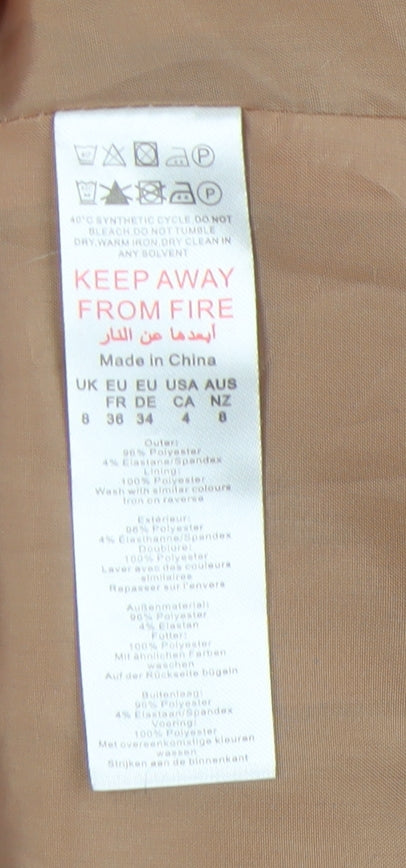 40°C SYNTHETIC CYCLE.DO NOT
BLEACH.DO NOT TUMBLE
DRY.WARM IRON.DRY CLEAN IN
ANY SOLVENT
KEEP AWAY
FROM FIRE
أبعدها عن النار
Made in China
UK EU EU USA AUS
FR DE CA NZ
6 36 34 4 8
Outer:
96% Polyester
4% Elastane/Spandex
Lining:
100% Polyester
Wash with similar colours
Iron on reverse
Extérieur:
96% Polyester
4% Élasthanne/Spandex
Doublure:
100% Polyester
Laver avec des couleurs
similaires
Repasser sur l'envers
Außenmaterial:
96% Polyester
4% Elastan
Futter:
100% Polyester
Mit ähnlichen Farben
waschen
Auf der Rückseite bügeln
Buitenlaag:
96% Polyester
4% Elastaan/Spandex
Voering:
100% Polyester
Met overeenkomstige kleuren
wassen
Strijken aan de binnenkant